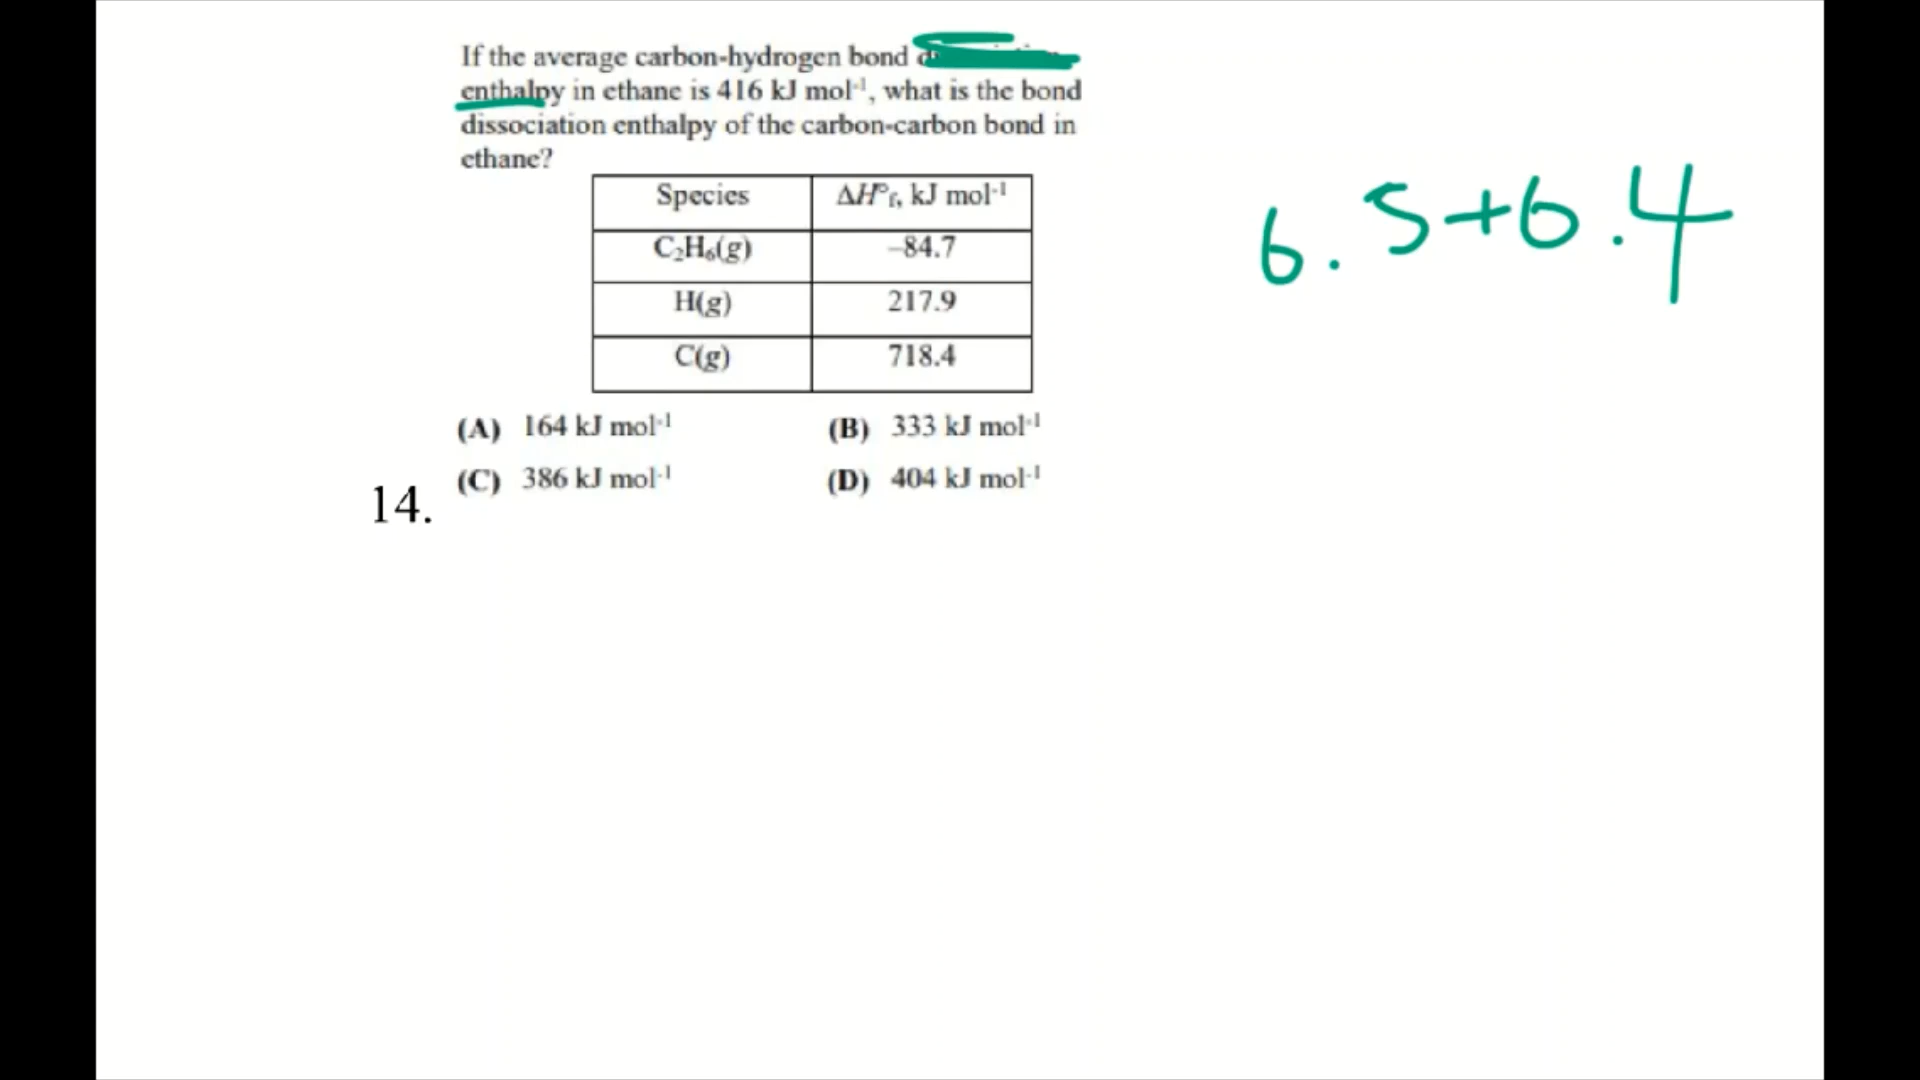 If the average carbon-hydrogen bond
enthalpy in ethane is 416 kJ mol⁻¹, what is the bond
dissociation enthalpy of the carbon-carbon bond in
ethane?
Species ΔH°f, kJ mol⁻¹
C₂H₆(g) –84.7
H(g) 217.9
C(g) 718.4
(A) 164 kJ mol⁻¹ (B) 333 kJ mol⁻¹
(C) 386 kJ mol⁻¹ (D) 404 kJ mol⁻¹
14.
6.5+6.4